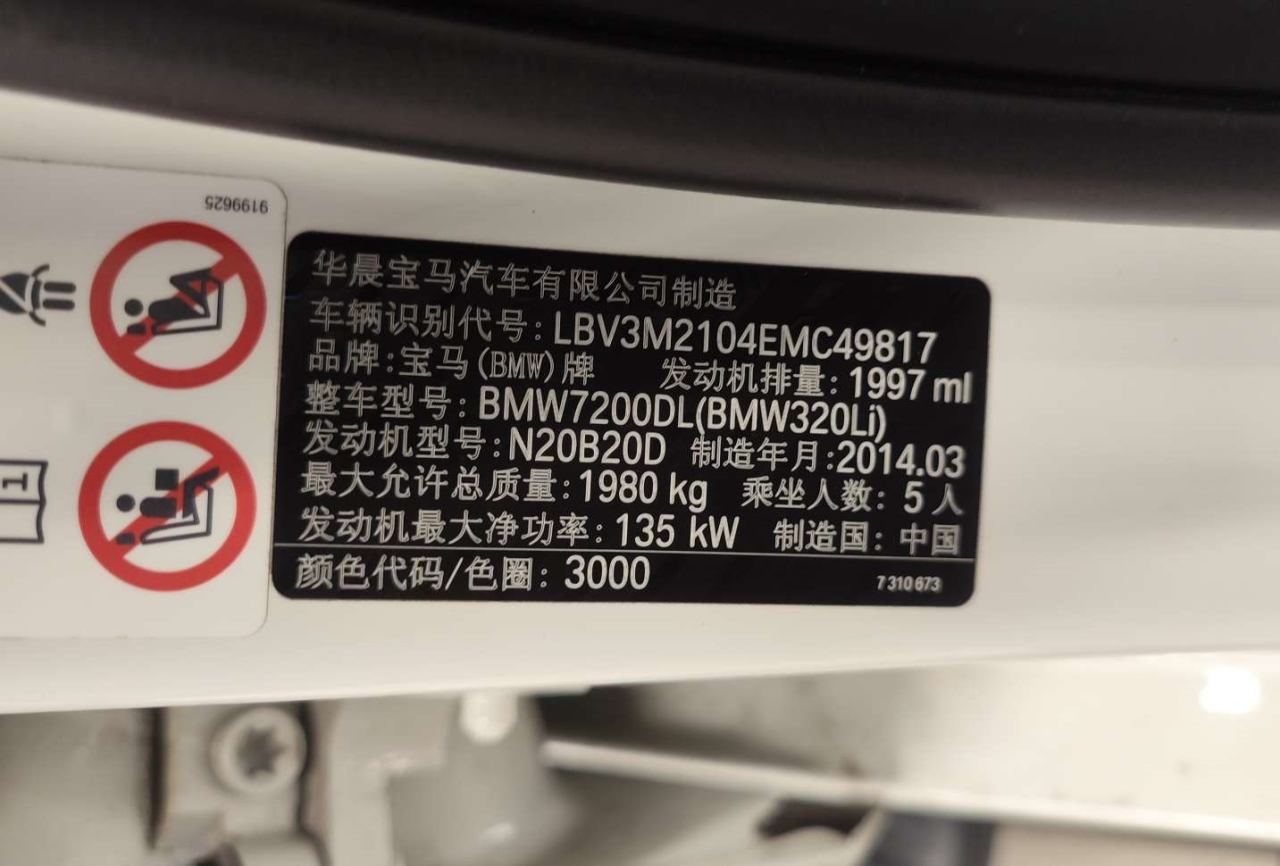 9199625
华晨宝马汽车有限公司制造
车辆识别代号:LBV3M2104EMC49817
品牌:宝马(BMW)牌 发动机排量:1997 ml
整车型号:BMW7200DL(BMW320Li)
发动机型号:N20B20D 制造年月:2014.03
最大允许总质量:1980 kg 乘坐人数:5人
发动机最大净功率:135 kW 制造国:中国
颜色代码/色圈:3000
7 310 673